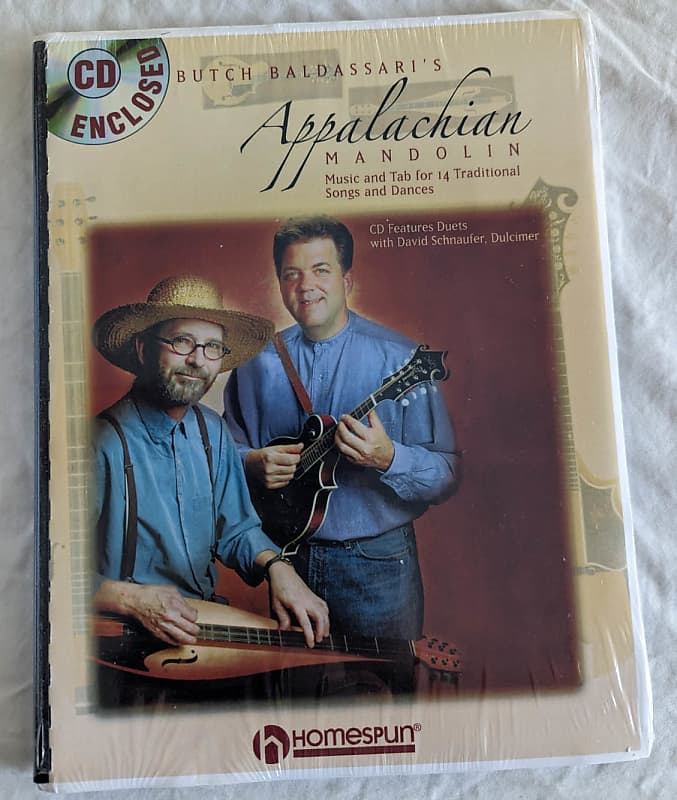 CD
ENCLOSED
BUTCH BALDASSARI'S
Appalachian
MANDOLIN
Music and Tab for 14 Traditional
Songs and Dances
CD Features Duets
with David Schnaufer, Dulcimer
HOMESPUN®